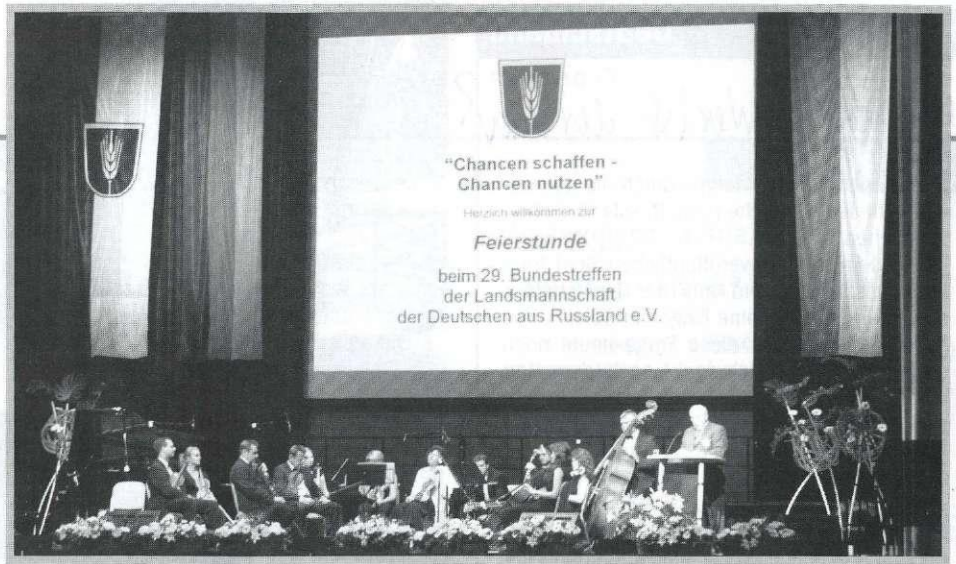 "Chancen schaffen -
Chancen nutzen"
Herzlich willkommen zur
Feierstunde
beim 29. Bundestreffen
der Landsmannschaft
der Deutschen aus Russland e.V.